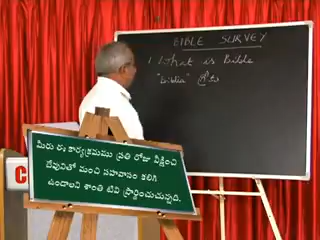 BIBLE SURVEY
1. What is Bible
"Biblia" గ్రీకు
మీరు ఈ కార్యక్రమము ప్రతి రోజు వీక్షించి
దేవునితో మంచి సహవాసం కలిగి
ఉండాలని శాంతి టివి ప్రార్థించుచున్నది.
C